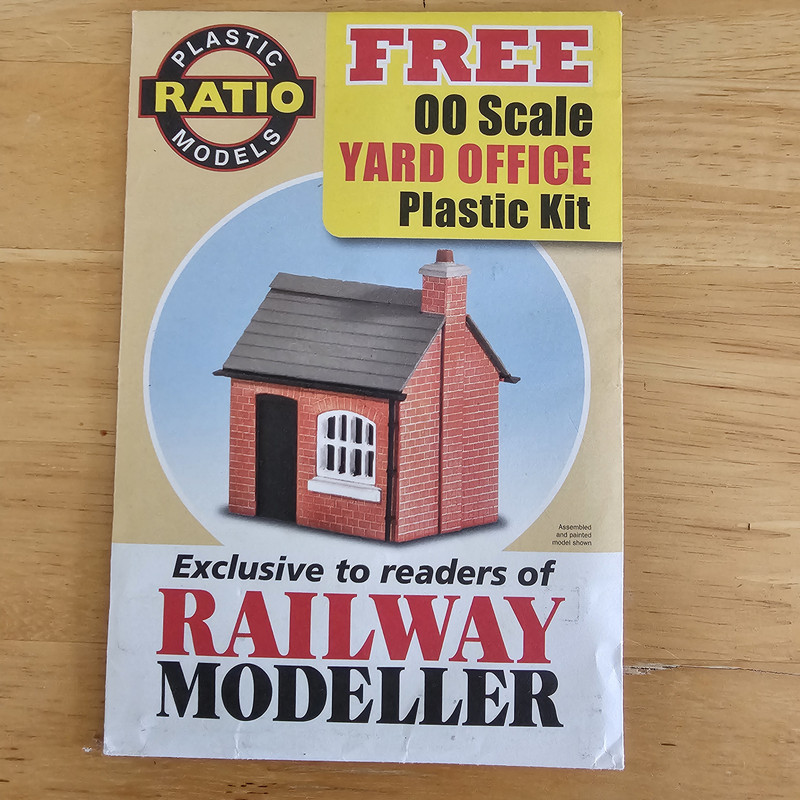 PLASTIC
RATIO
MODELS
FREE
00 Scale
YARD OFFICE
Plastic Kit
Assembled
and painted
model shown
Exclusive to readers of
RAILWAY
MODELLER